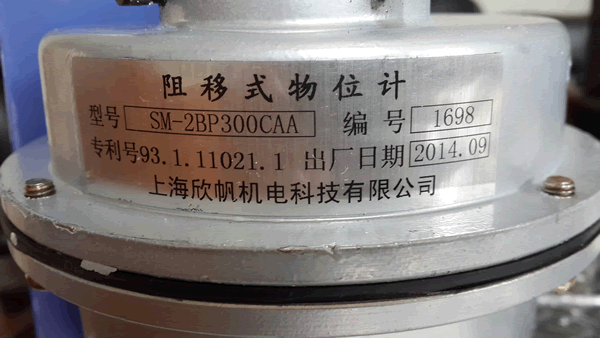 阻移式物位计
型号 SM-2BP300CAA 编号 1698
专利号93.1.11021.1 出厂日期 2014.09
上海欣帆机电科技有限公司